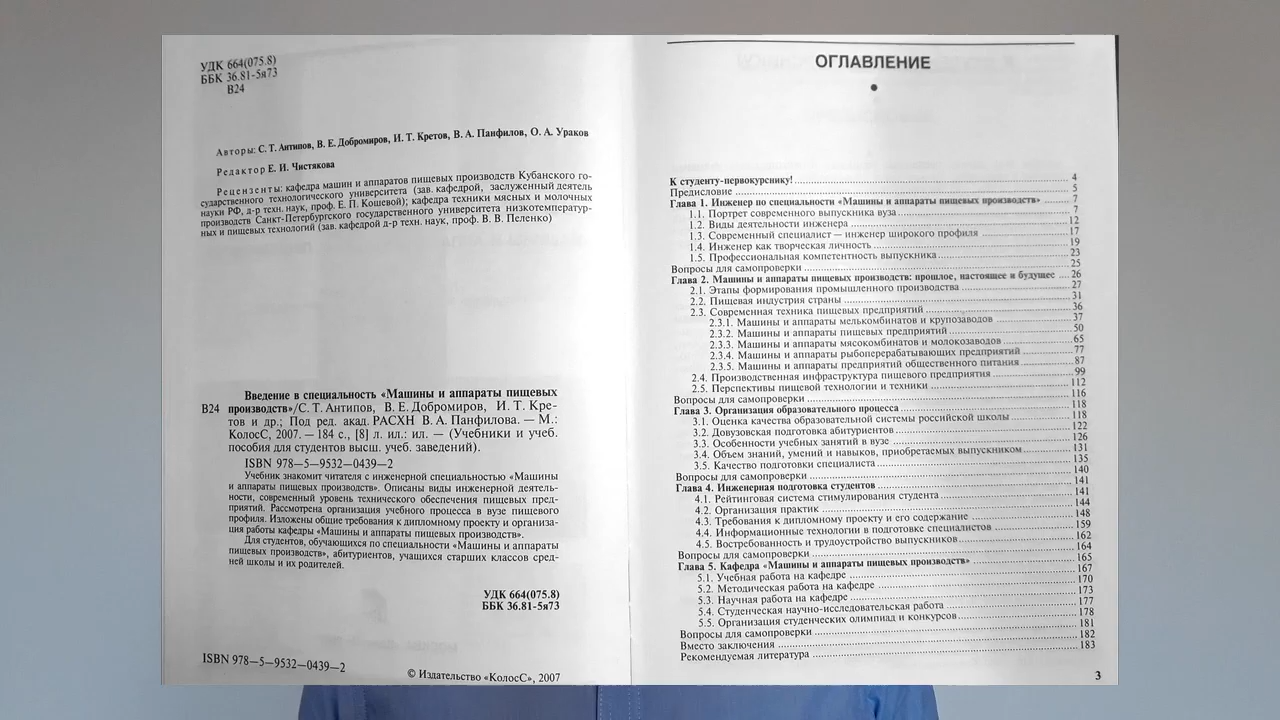 УДК 664(075.8)
ББК 36.81-5я73
В24
Авторы: С. Т. Антипов, В. Е. Добромиров, И. Т. Кретов, В. А. Панфилов, О. А. Ураков
Редактор Е. И. Чистякова
Рецензенты: кафедра машин и аппаратов пищевых производств Кубанского го-
сударственного технологического университета (зав. кафедрой, заслуженный деятель
науки РФ, д-р техн. наук, проф. Е. П. Кошевой); кафедра техники мясных и молочных
производств Санкт-Петербургского государственного университета низкотемператур-
ных и пищевых технологий (зав. кафедрой д-р техн. наук, проф. В. В. Пеленко)
Введение в специальность «Машины и аппараты пищевых
В24 производств»/С. Т. Антипов, В. Е. Добромиров, И. Т. Кре-
тов и др.; Под ред. акад. РАСХН В. А. Панфилова. — М.:
КолосС, 2007. — 184 с., [8] л. ил.: ил. — (Учебники и учеб.
пособия для студентов высш. учеб. заведений).
ISBN 978—5—9532—0439—2
Учебник знакомит читателя с инженерной специальностью «Машины
и аппараты пищевых производств». Описаны виды инженерной деятель-
ности, современный уровень технического обеспечения пищевых пред-
приятий. Рассмотрена организация учебного процесса в вузе пищевого
профиля. Изложены общие требования к дипломному проекту и организа-
ция работы кафедры «Машины и аппараты пищевых производств».
Для студентов, обучающихся по специальности «Машины и аппараты
пищевых производств», абитуриентов, учащихся старших классов сред-
ней школы и их родителей.
УДК 664(075.8)
ББК 36.81-5я73
ISBN 978—5—9532—0439—2
© Издательство «КолосС», 2007
ОГЛАВЛЕНИЕ
К студенту-первокурснику! 4
Предисловие 5
Глава 1. Инженер по специальности «Машины и аппараты пищевых производств» 7
1.1. Портрет современного выпускника вуза 7
1.2. Виды деятельности инженера 12
1.3. Современный специалист — инженер широкого профиля 17
1.4. Инженер как творческая личность 19
1.5. Профессиональная компетентность выпускника 23
Вопросы для самопроверки 25
Глава 2. Машины и аппараты пищевых производств: прошлое, настоящее и будущее 26
2.1. Этапы формирования промышленного производства 27
2.2. Пищевая индустрия страны 31
2.3. Современная техника пищевых предприятий 36
2.3.1. Машины и аппараты мелькомбинатов и крупозаводов 37
2.3.2. Машины и аппараты пищевых предприятий 50
2.3.3. Машины и аппараты мясокомбинатов и молокозаводов 65
2.3.4. Машины и аппараты рыбоперерабатывающих предприятий 77
2.3.5. Машины и аппараты предприятий общественного питания 87
2.4. Производственная инфраструктура пищевого предприятия 99
2.5. Перспективы пищевой технологии и техники 112
Вопросы для самопроверки 116
Глава 3. Организация образовательного процесса 118
3.1. Оценка качества образовательной системы российской школы 118
3.2. Довузовская подготовка абитуриентов 122
3.3. Особенности учебных занятий в вузе 126
3.4. Объем знаний, умений и навыков, приобретаемых выпускником 131
3.5. Качество подготовки специалиста 135
Вопросы для самопроверки 140
Глава 4. Инженерная подготовка студентов 141
4.1. Рейтинговая система стимулирования студента 141
4.2. Организация практик 144
4.3. Требования к дипломному проекту и его содержание 148
4.4. Информационные технологии в подготовке специалистов 159
4.5. Востребованность и трудоустройство выпускников 162
Вопросы для самопроверки 164
Глава 5. Кафедра «Машины и аппараты пищевых производств» 165
5.1. Учебная работа на кафедре 167
5.2. Методическая работа на кафедре 170
5.3. Научная работа на кафедре 173
5.4. Студенческая научно-исследовательская работа 177
5.5. Организация студенческих олимпиад и конкурсов 178
Вопросы для самопроверки 181
Вместо заключения 182
Рекомендуемая литература 183
3